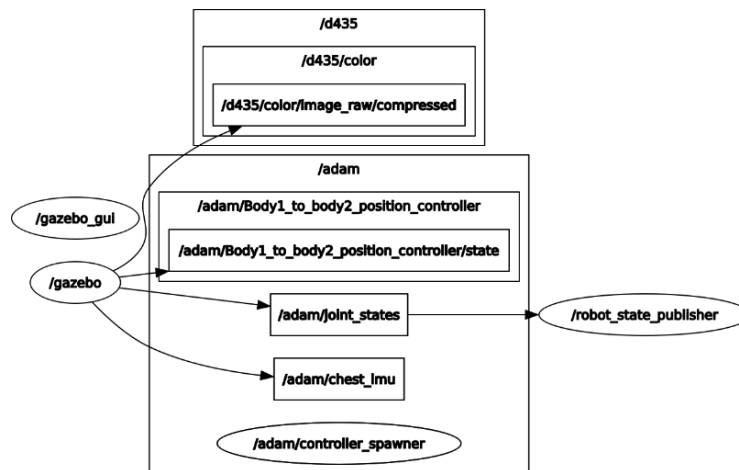 /d435
/d435/color
/d435/color/image_raw/compressed
/adam
/adam/Body1_to_body2_position_controller
/gazebo_gui
/adam/Body1_to_body2_position_controller/state
/gazebo
/adam/joint_states
/robot_state_publisher
/adam/chest_imu
/adam/controller_spawner